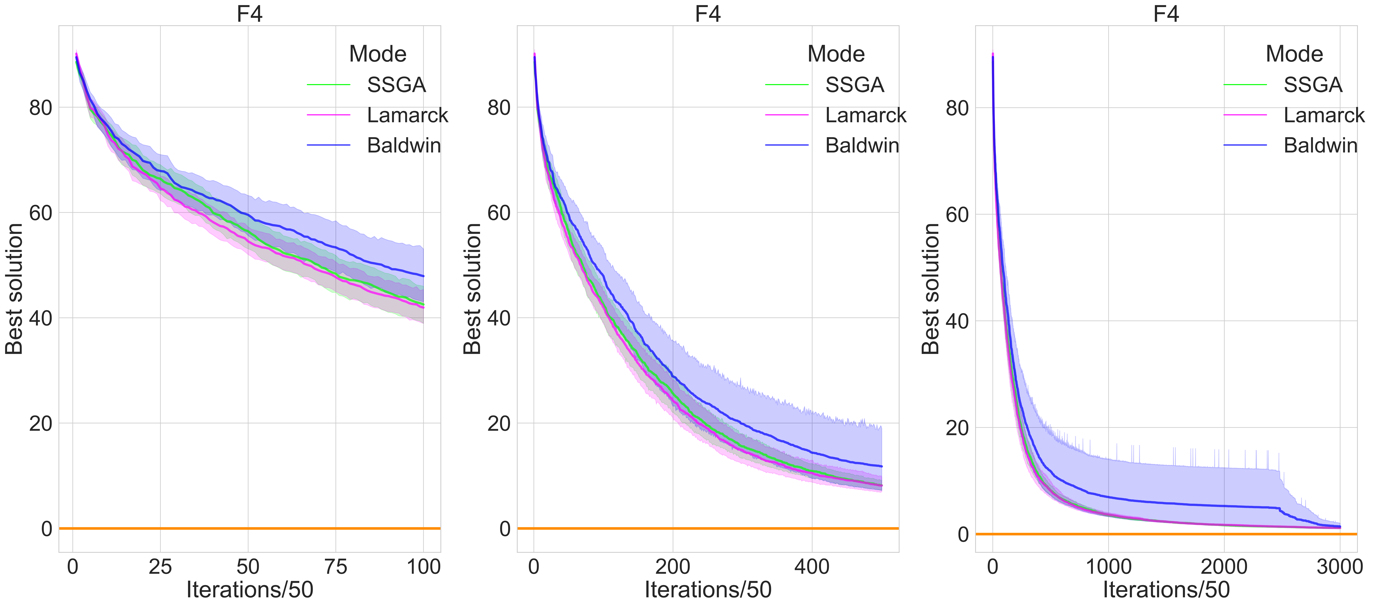 F4
Best solution
80
60
40
20
0
Mode
SSGA
Lamarck
Baldwin
0 25 50 75 100
Iterations/50
F4
Best solution
80
60
40
20
0
Mode
SSGA
Lamarck
Baldwin
0 200 400
Iterations/50
F4
Best solution
80
60
40
20
0
Mode
SSGA
Lamarck
Baldwin
0 1000 2000 3000
Iterations/50